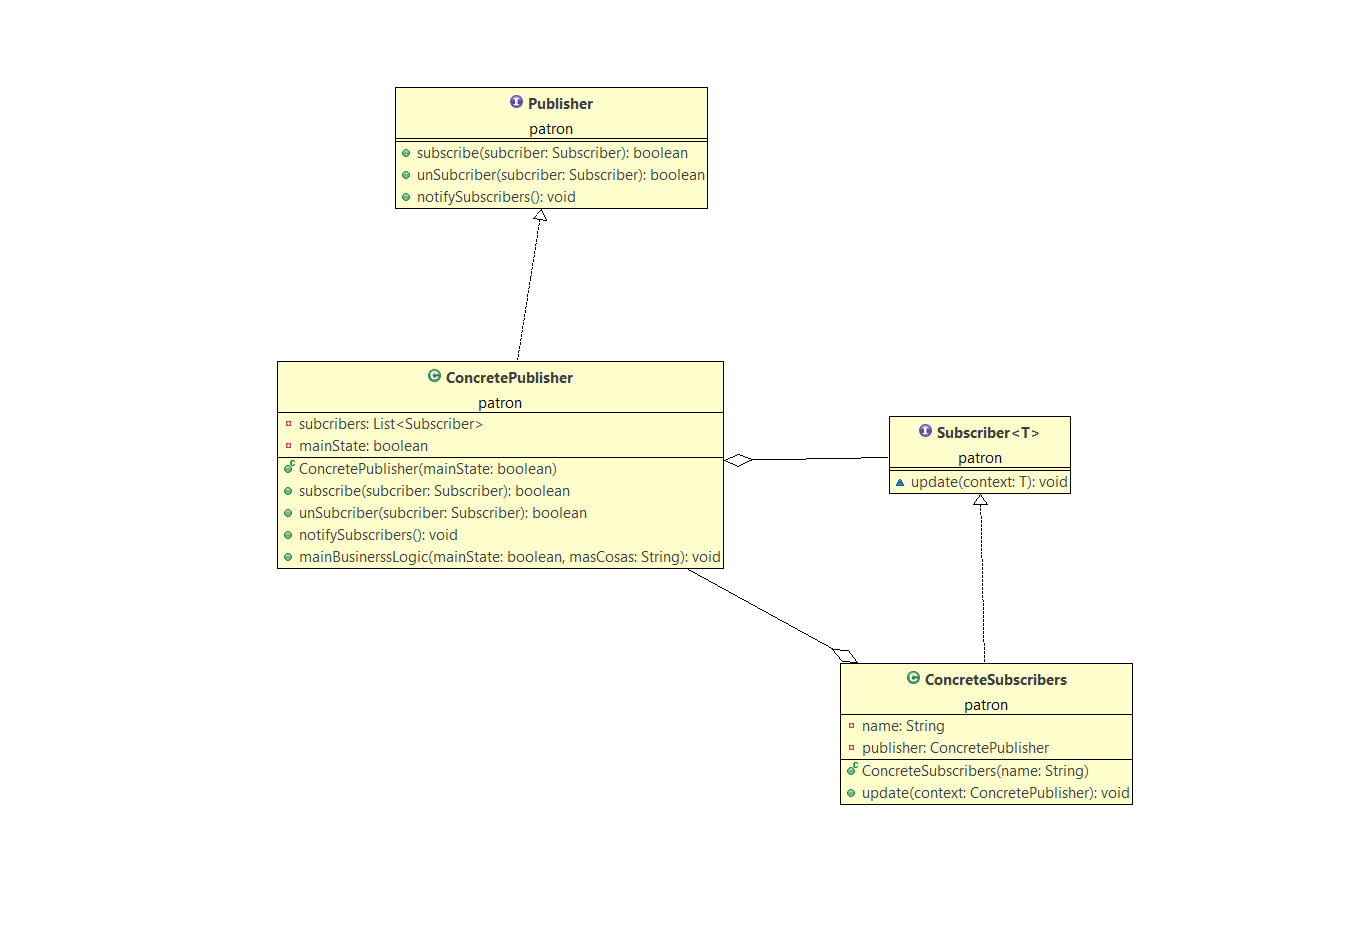 Publisher
patron
subscribe(subcriber: Subscriber): boolean
unSubcriber(subcriber: Subscriber): boolean
notifySubscribers(): void
ConcretePublisher
patron
subcribers: List<Subscriber>
mainState: boolean
ConcretePublisher(mainState: boolean)
subscribe(subcriber: Subscriber): boolean
unSubcriber(subcriber: Subscriber): boolean
notifySubscribers(): void
mainBusinerssLogic(mainState: boolean, masCosas: String): void
Subscriber<T>
patron
update(context: T): void
ConcreteSubscribers
patron
name: String
publisher: ConcretePublisher
ConcreteSubscribers(name: String)
update(context: ConcretePublisher): void